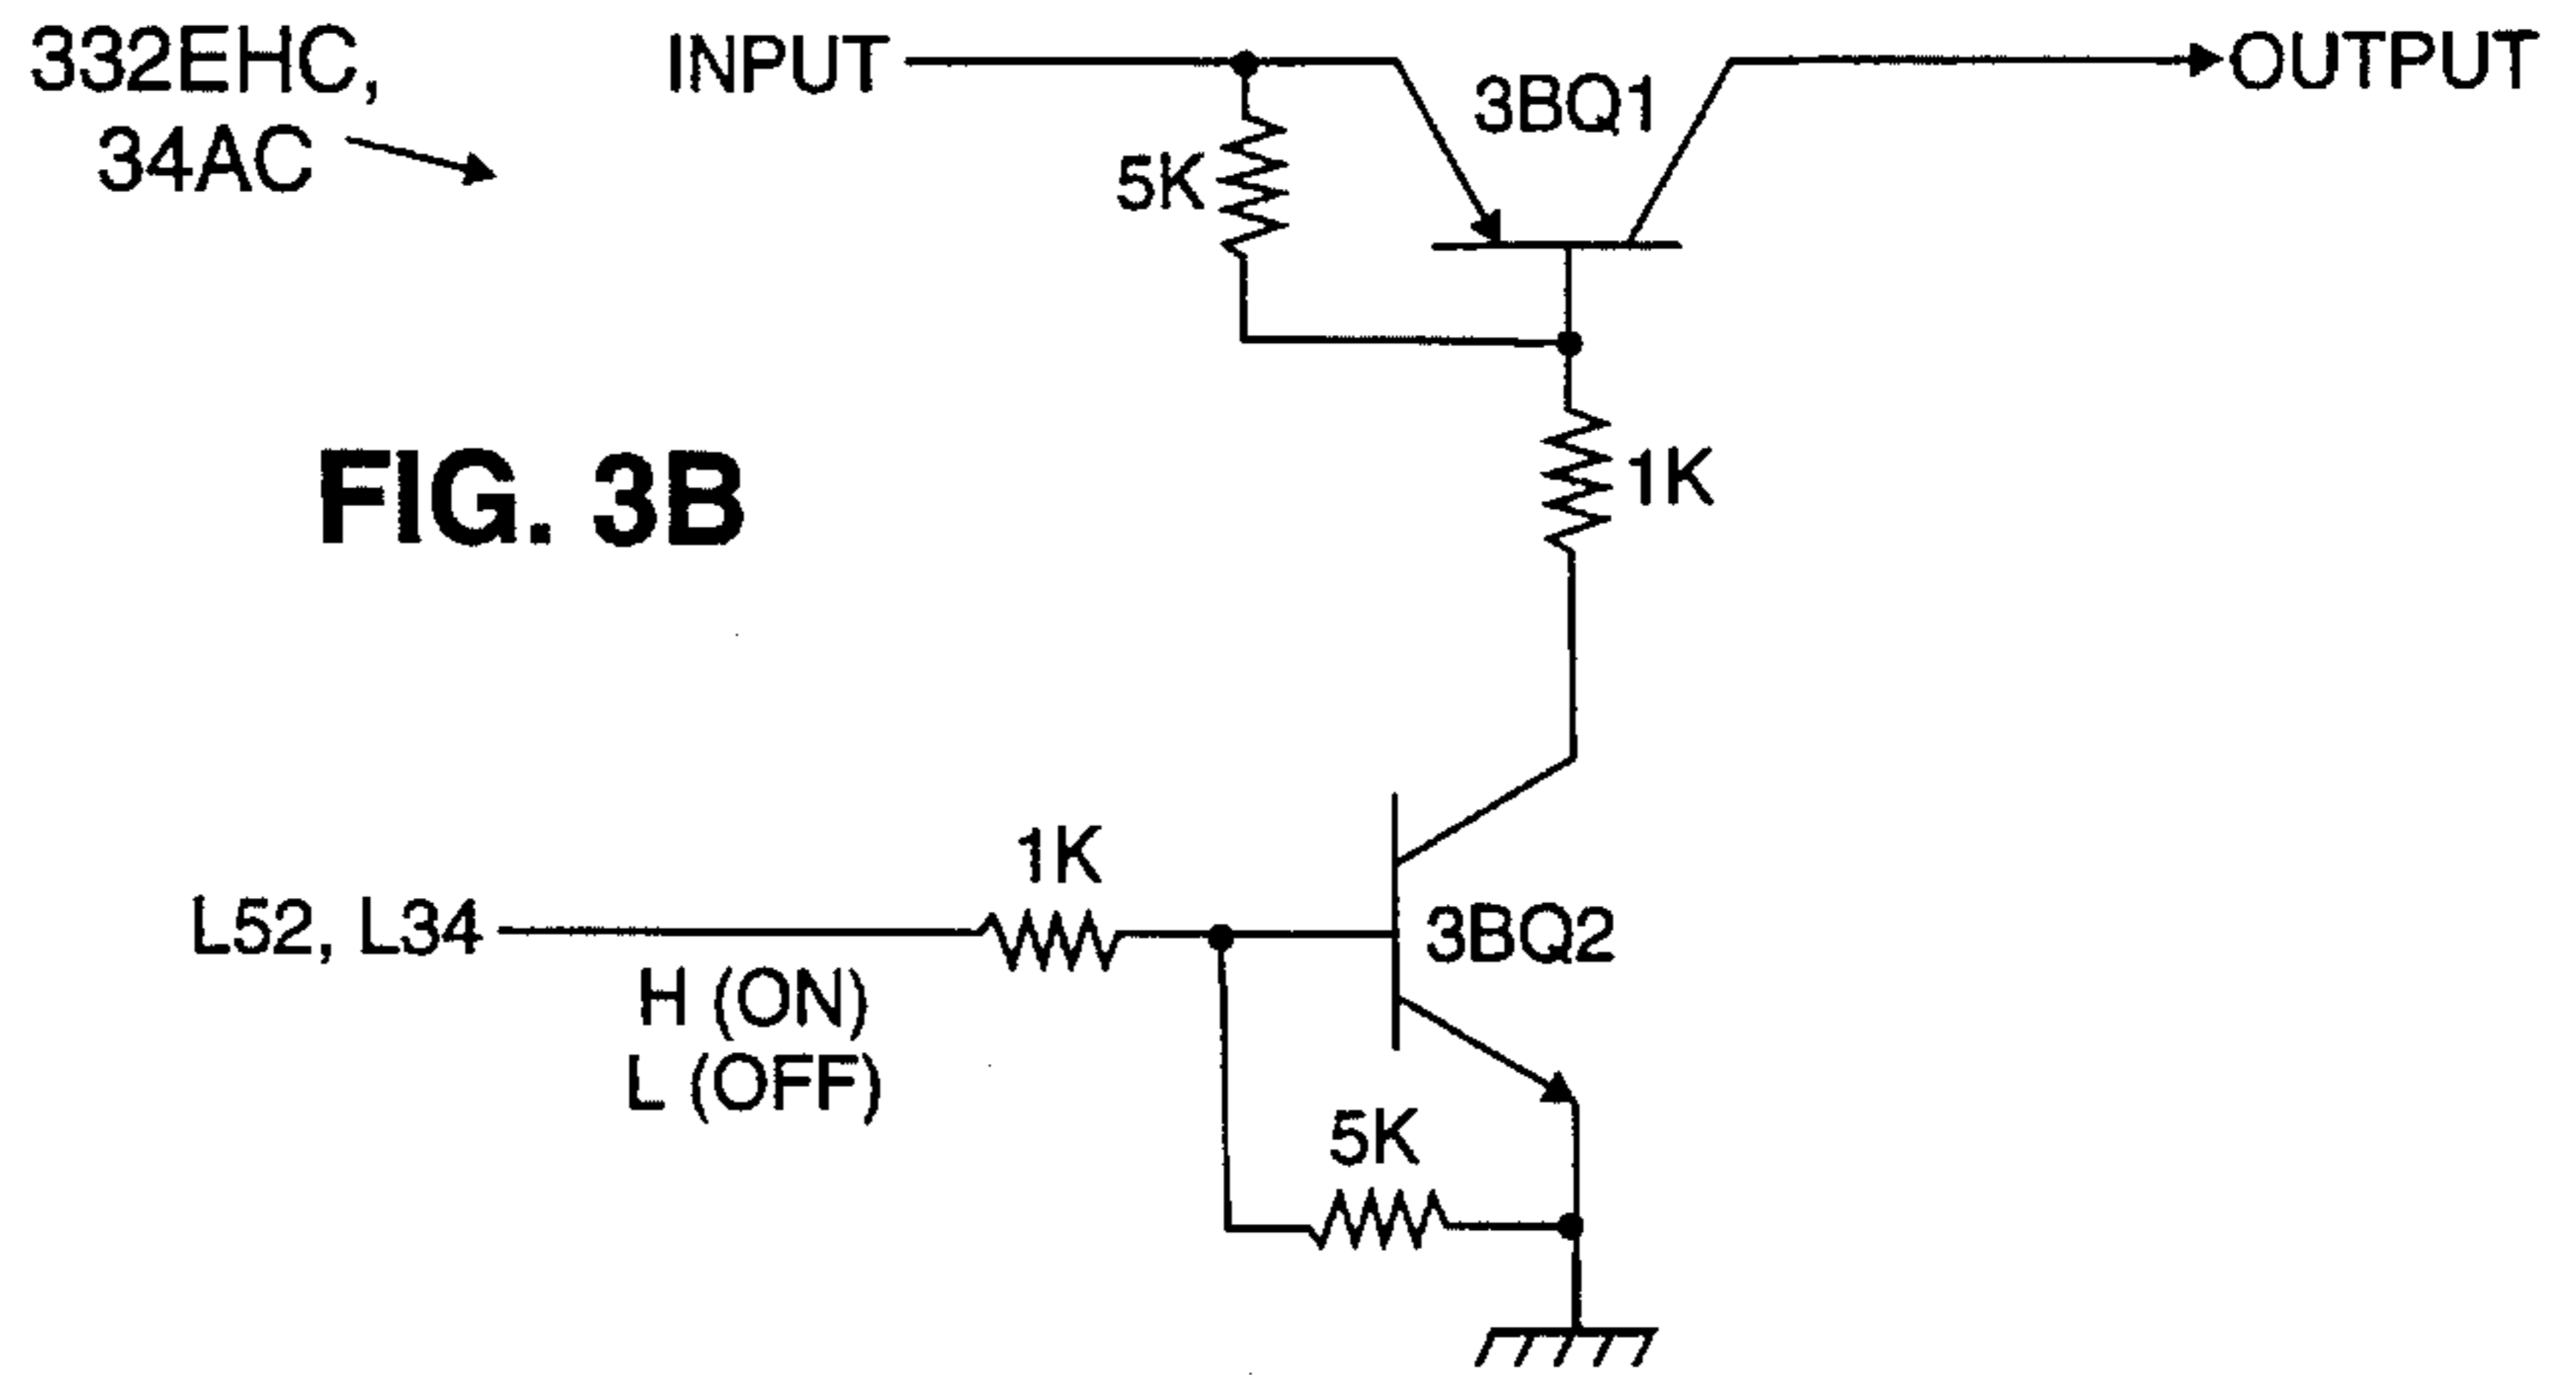 332EHC,
34AC
INPUT
3BQ1
OUTPUT
5K
FIG. 3B
1K
1K
L52, L34
3BQ2
H (ON)
L (OFF)
5K